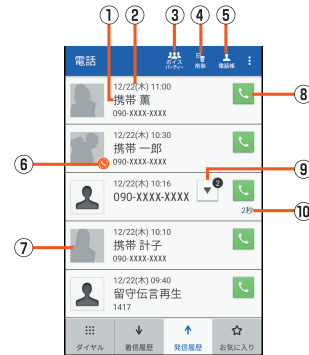 ① ② ③ ④ ⑤
電話
ボイス
パーティー
削除
電話帳
12/22(木) 11:00
携帯 薫
090-XXXX-XXXX
⑧
12/22(木) 10:30
携帯 一郎
090-XXXX-XXXX
⑥
12/22(木) 10:16
090-XXXX-XXXX
2
⑨
2秒
⑩
12/22(木) 10:10
携帯 計子
090-XXXX-XXXX
⑦
12/22(木) 09:40
留守伝言再生
1417
ダイヤル 着信履歴 発信履歴 お気に入り